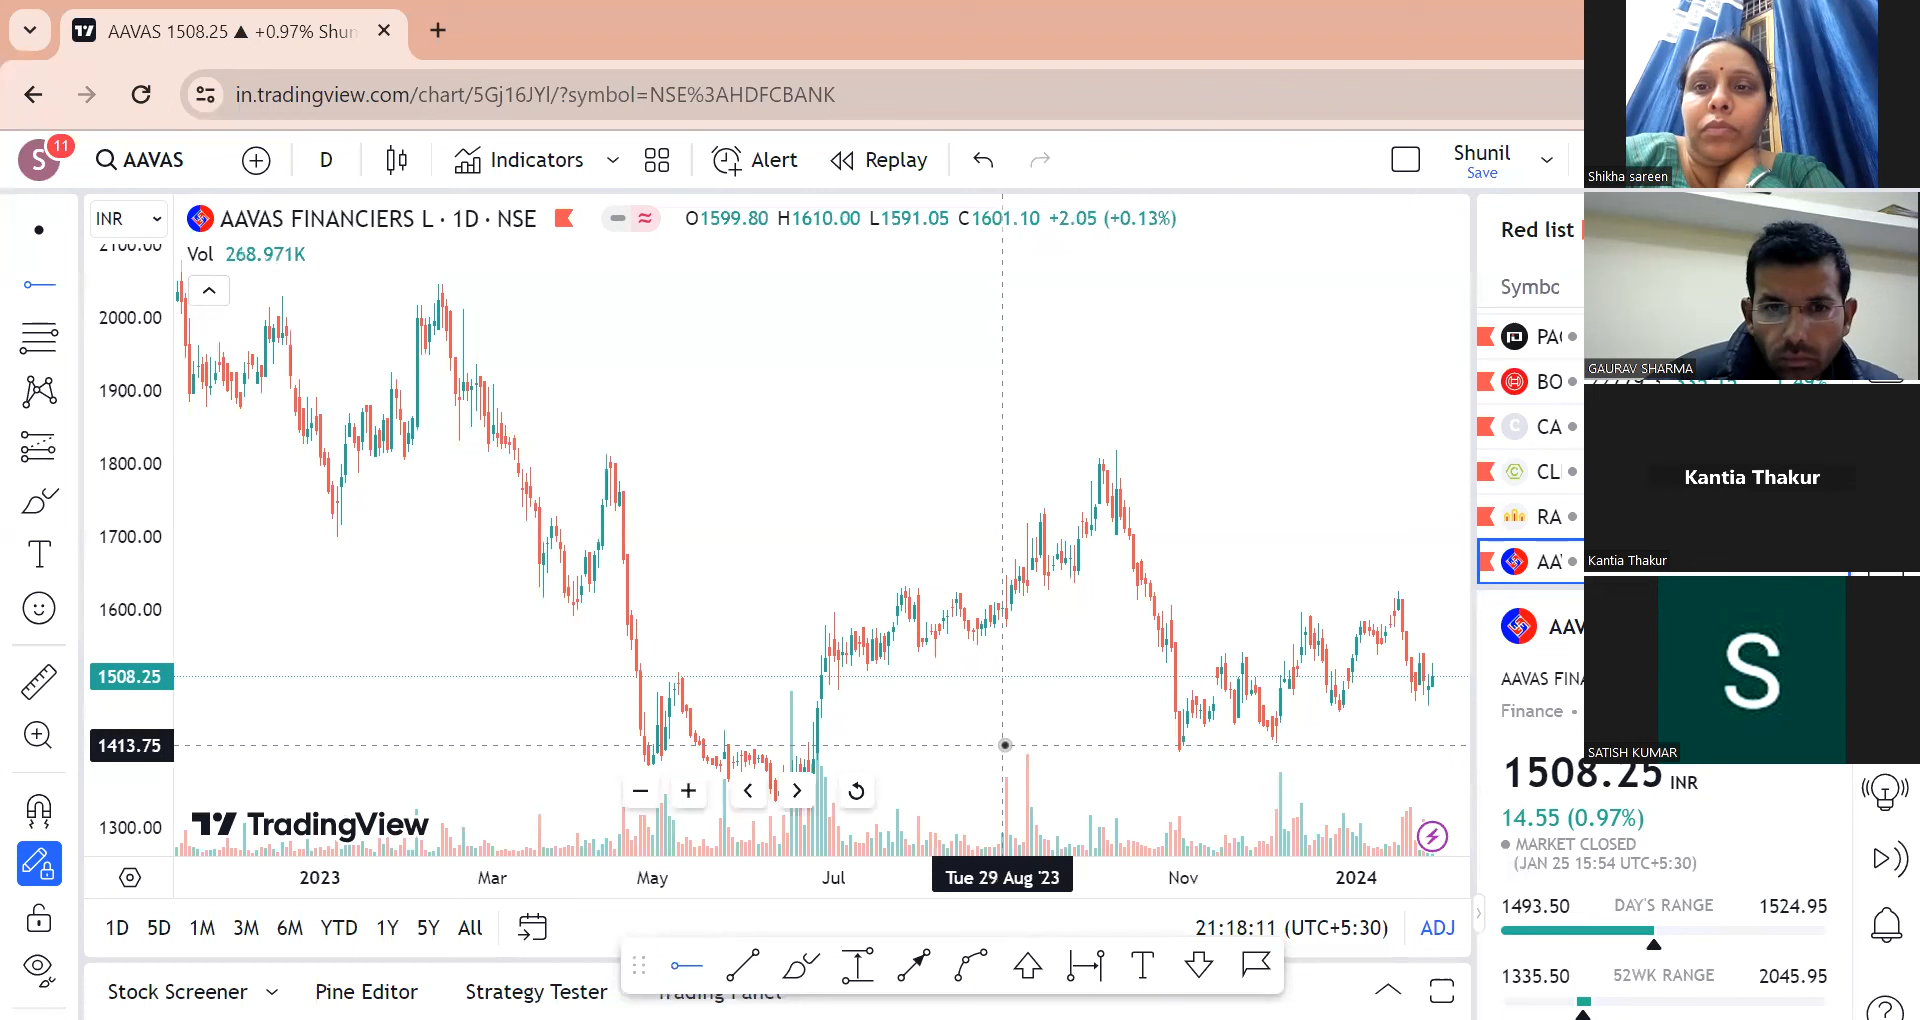 AAVAS 1508.25 ▲ +0.97% Shun
in.tradingview.com/chart/5Gj16JYl/?symbol=NSE%3AHDFCBANK
S 11 AAVAS D Indicators Alert Replay Shunil
Save
INR AAVAS FINANCIERS L · 1D · NSE O1599.80 H1610.00 L1591.05 C1601.10 +2.05 (+0.13%)
Vol 268.971K
2100.00
2000.00
1900.00
1800.00
1700.00
1600.00
1508.25
1413.75
1300.00
TradingView
2023 Mar May Jul Tue 29 Aug '23 Nov 2024
1D 5D 1M 3M 6M YTD 1Y 5Y All 21:18:11 (UTC+5:30) ADJ
Stock Screener Pine Editor Strategy Tester Trading Panel
Red list
Symbo
PA
BO
CA
CL
RA
AA
AAV
AAVAS FINA
Finance •
1508.25 INR
14.55 (0.97%)
MARKET CLOSED
(JAN 25 15:54 UTC+5:30)
1493.50 DAY'S RANGE 1524.95
1335.50 52WK RANGE 2045.95
Shikha sareen
GAURAV SHARMA
Kantia Thakur
Kantia Thakur
S
SATISH KUMAR